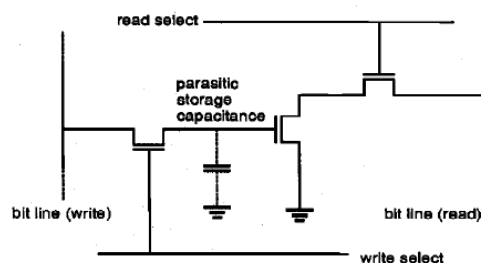 read select
parasitic
storage
capacitance
bit line (write)
bit line (read)
write select